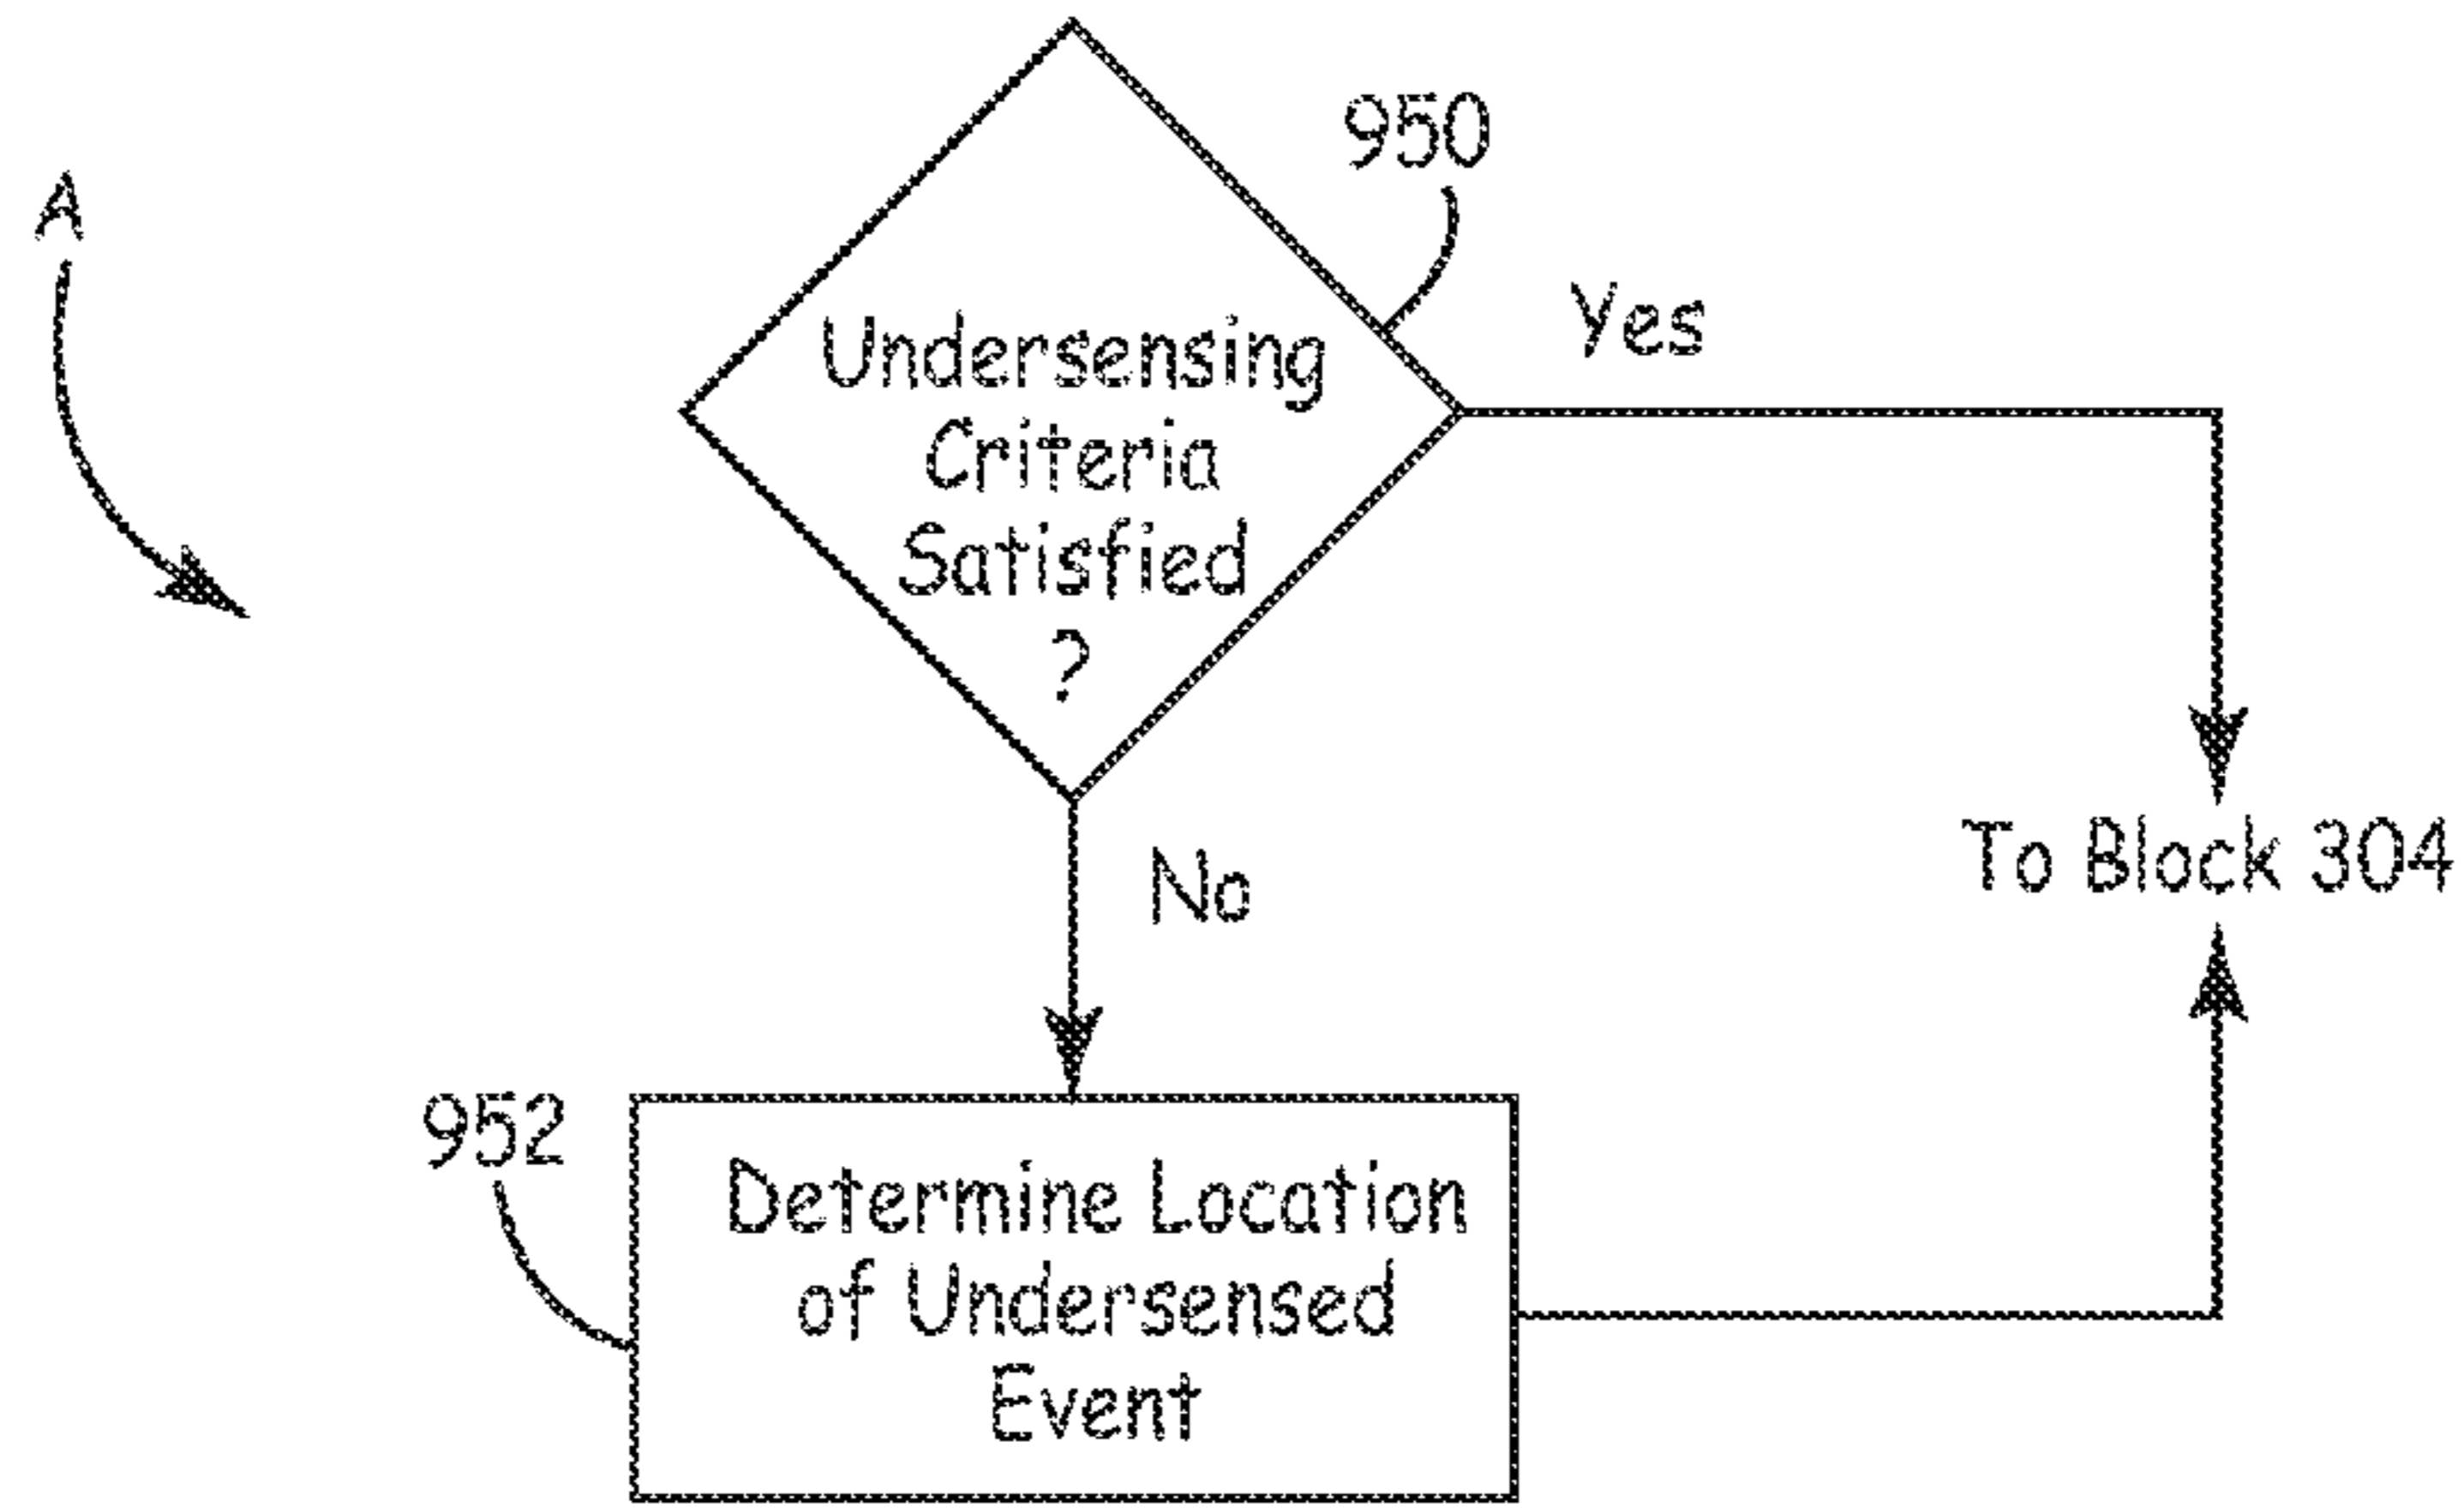 A
950
Undersensing
Criteria
Satisfied
?
Yes
No
To Block 304
952
Determine Location
of Undersensed
Event